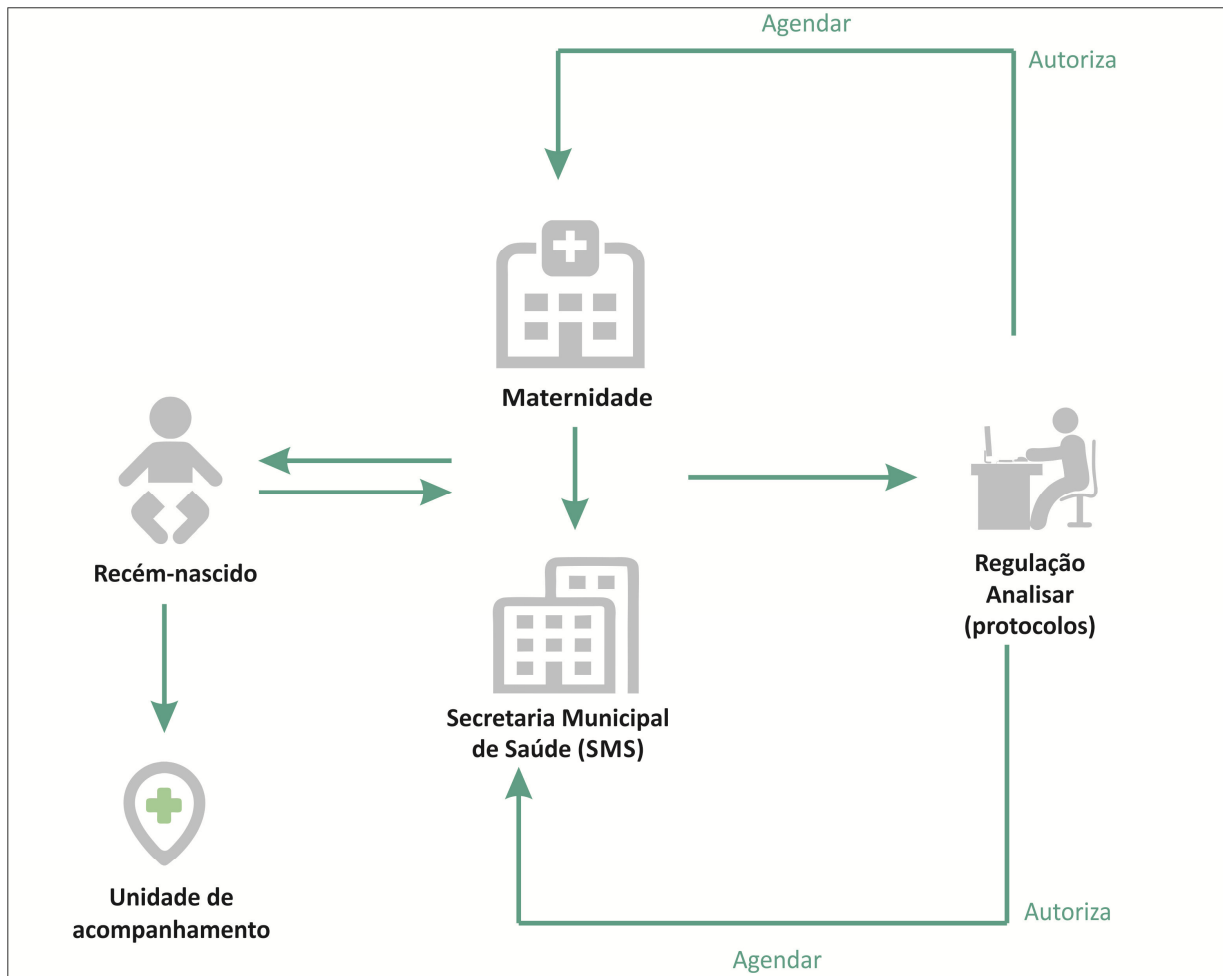 Agendar
Autoriza
Maternidade
Recém-nascido
Regulação
Analisar
(protocolos)
Secretaria Municipal
de Saúde (SMS)
Unidade de
acompanhamento
Autoriza
Agendar